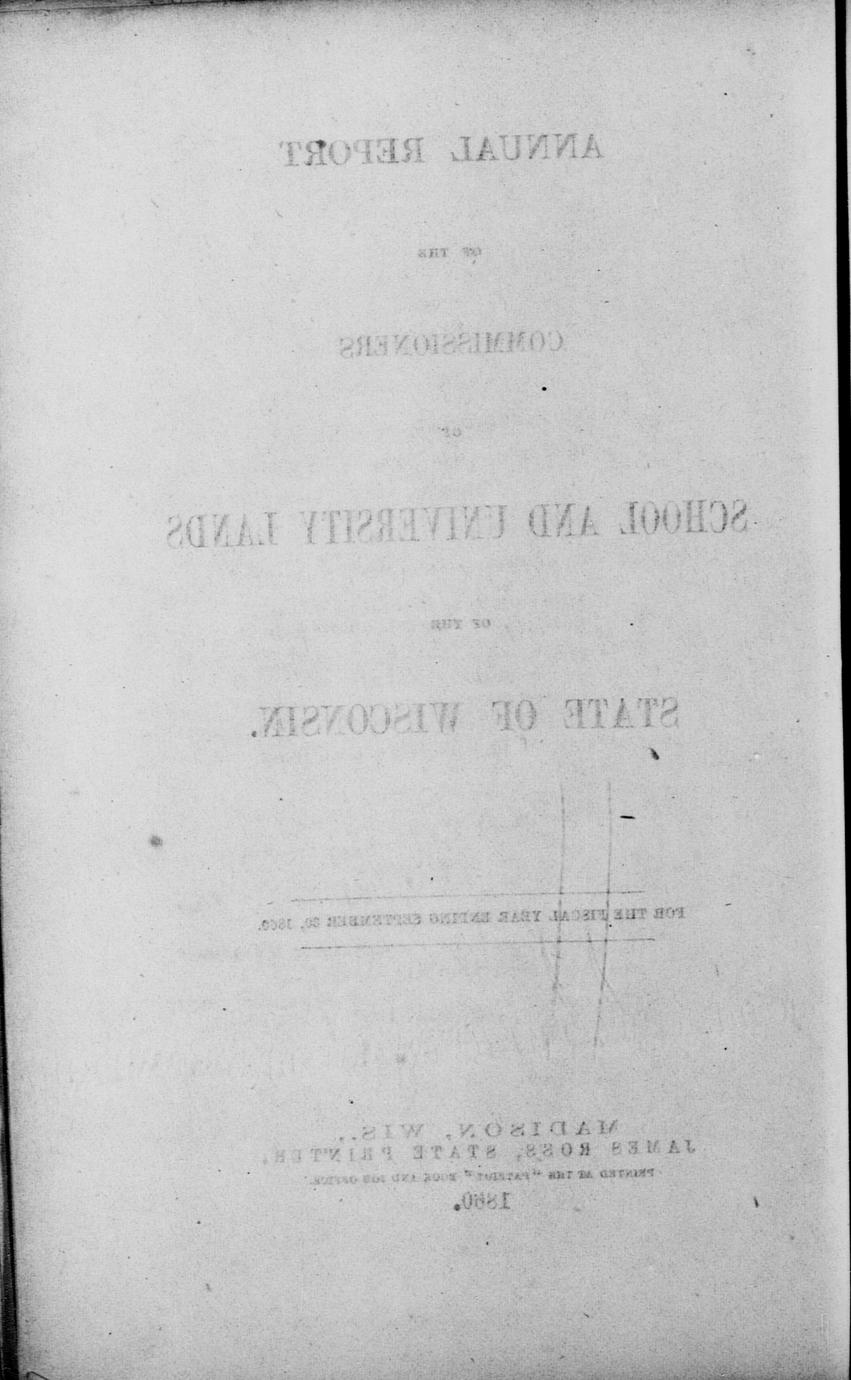 ANNUAL REPORT
OF THE
COMMISSIONERS
OF
SCHOOL AND UNIVERSITY LANDS
OF THE
STATE OF WISCONSIN.
FOR THE FISCAL YEAR ENDING SEPTEMBER 30, 1860.
MADISON, WIS.,
JAMES ROSS, STATE PRINTER,
PRINTED AT THE "PATRIOT" BOOK AND JOB OFFICE.
1860.